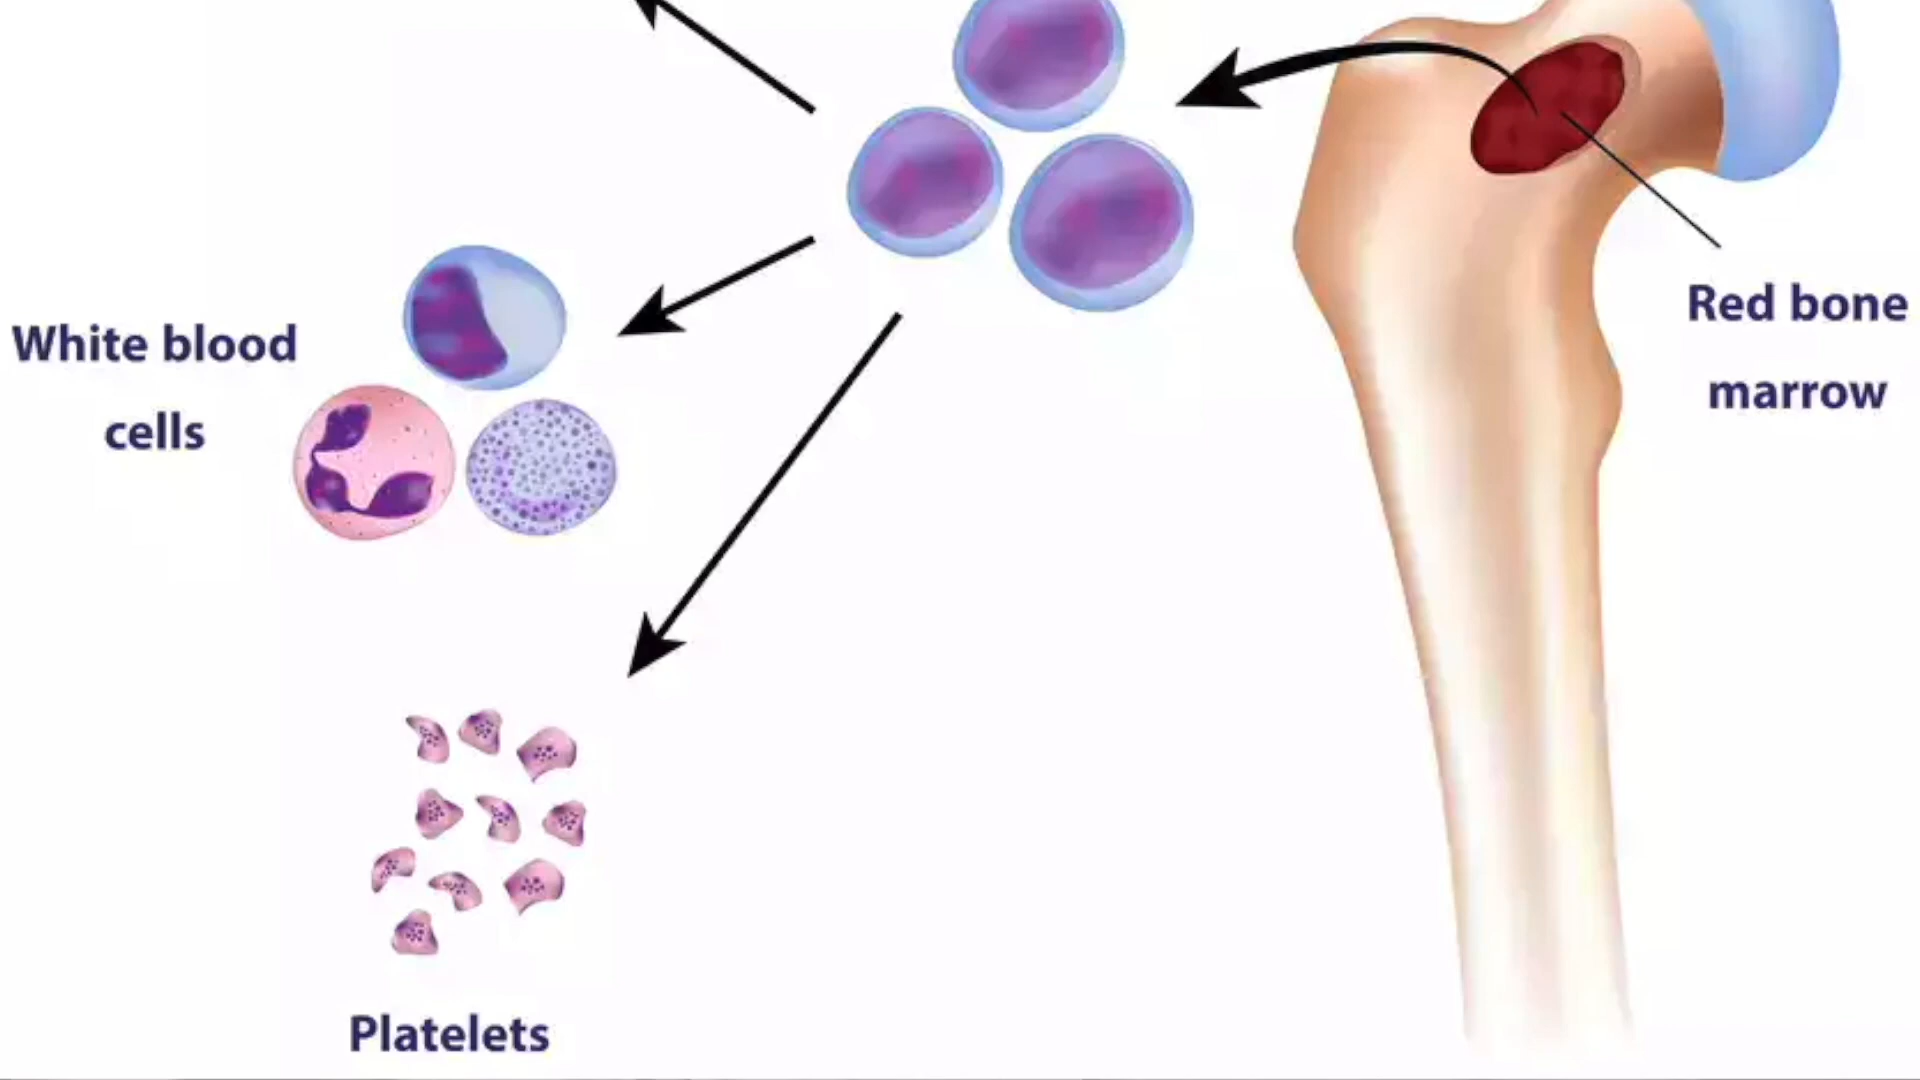 White blood
cells
Red bone
marrow
Platelets